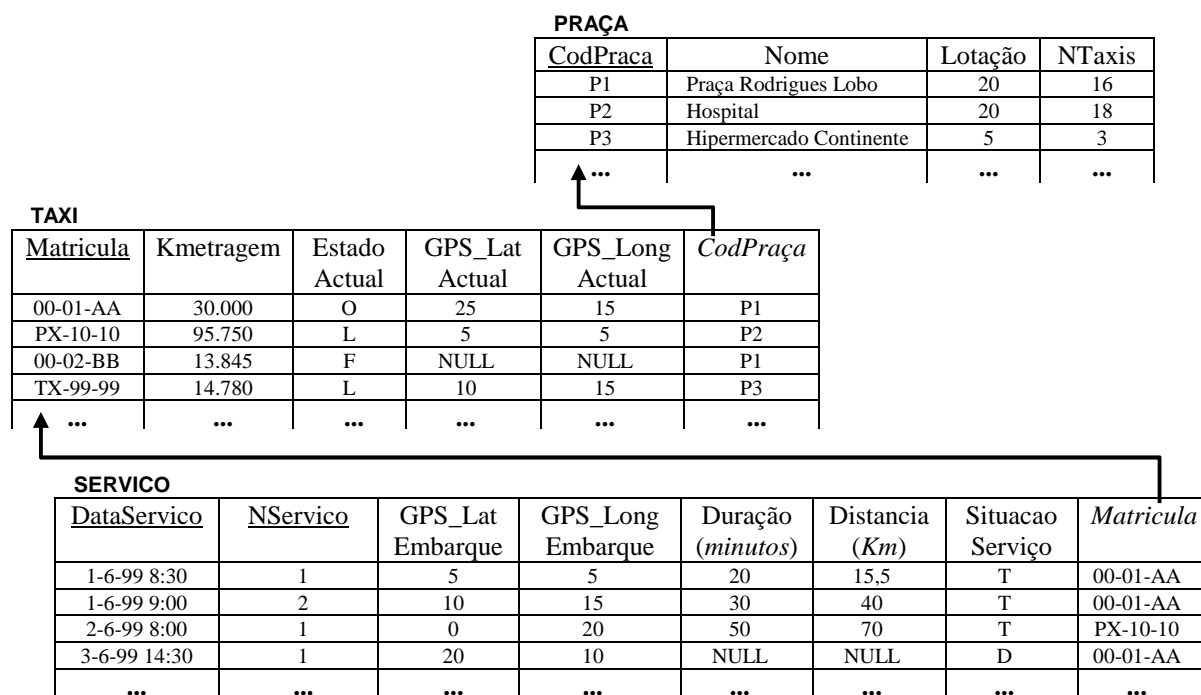 PRAÇA
CodPraca Nome Lotação NTaxis
P1 Praça Rodrigues Lobo 20 16
P2 Hospital 20 18
P3 Hipermercado Continente 5 3
... ... ... ...
TAXI
Matricula Kmetragem Estado GPS_Lat GPS_Long CodPraça
Actual Actual Actual
00-01-AA 30.000 O 25 15 P1
PX-10-10 95.750 L 5 5 P2
00-02-BB 13.845 F NULL NULL P1
TX-99-99 14.780 L 10 15 P3
... ... ... ... ... ...
SERVICO
DataServico NServico GPS_Lat GPS_Long Duração Distancia Situacao Matricula
Embarque Embarque (minutos) (Km) Serviço
1-6-99 8:30 1 5 5 20 15,5 T 00-01-AA
1-6-99 9:00 2 10 15 30 40 T 00-01-AA
2-6-99 8:00 1 0 20 50 70 T PX-10-10
3-6-99 14:30 1 20 10 NULL NULL D 00-01-AA
... ... ... ... ... ... ... ...